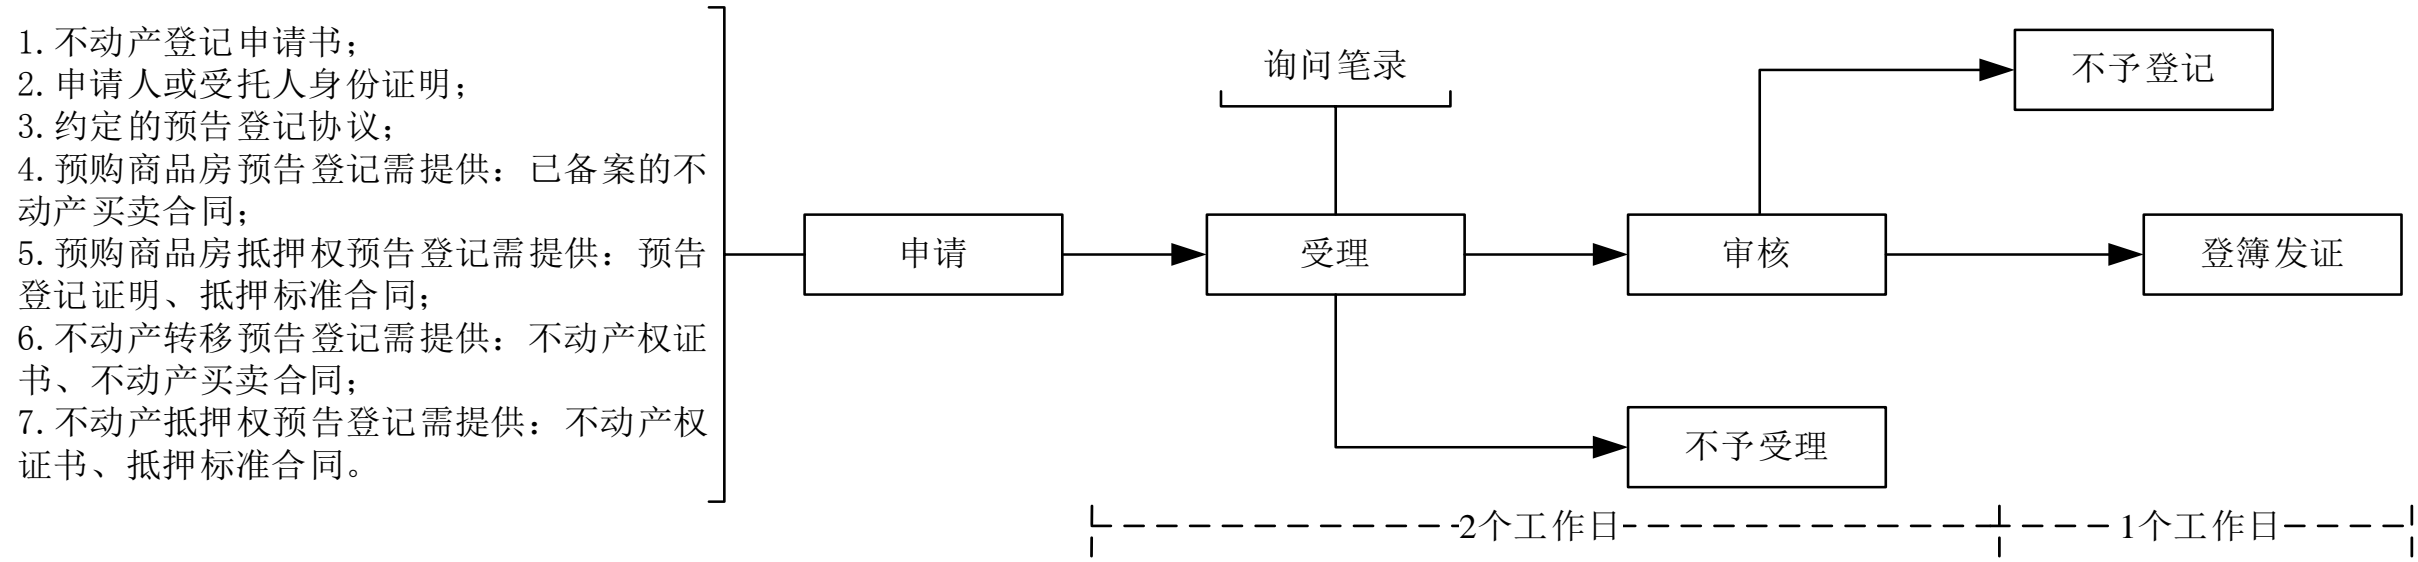 1.不动产登记申请书；
2.申请人或受托人身份证明；
3.约定的预告登记协议；
4.预购商品房预告登记需提供：已备案的不
动产买卖合同；
5.预购商品房抵押权预告登记需提供：预告
登记证明、抵押标准合同；
6.不动产转移预告登记需提供：不动产权证
书、不动产买卖合同；
7.不动产抵押权预告登记需提供：不动产权
证书、抵押标准合同。
申请
询问笔录
受理
审核
不予登记
登簿发证
不予受理
2个工作日
1个工作日